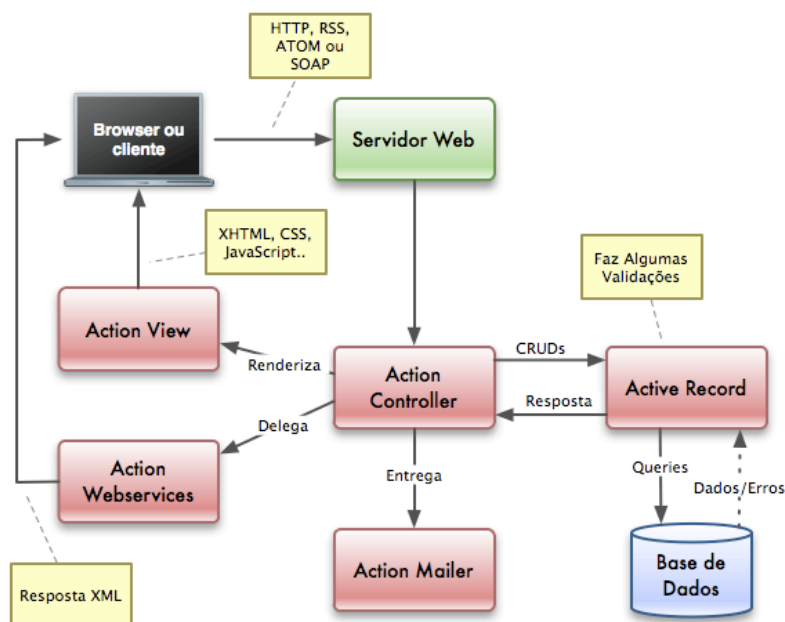 HTTP, RSS,
ATOM ou
SOAP
Browser ou
cliente
Servidor Web
XHTML, CSS,
JavaScript..
Faz Algumas
Validações
Action View
Renderiza
Action
Controller
CRUDs
Resposta
Active Record
Delega
Action
Webservices
Entrega
Queries
Dados/Erros
Action Mailer
Base de
Dados
Resposta XML